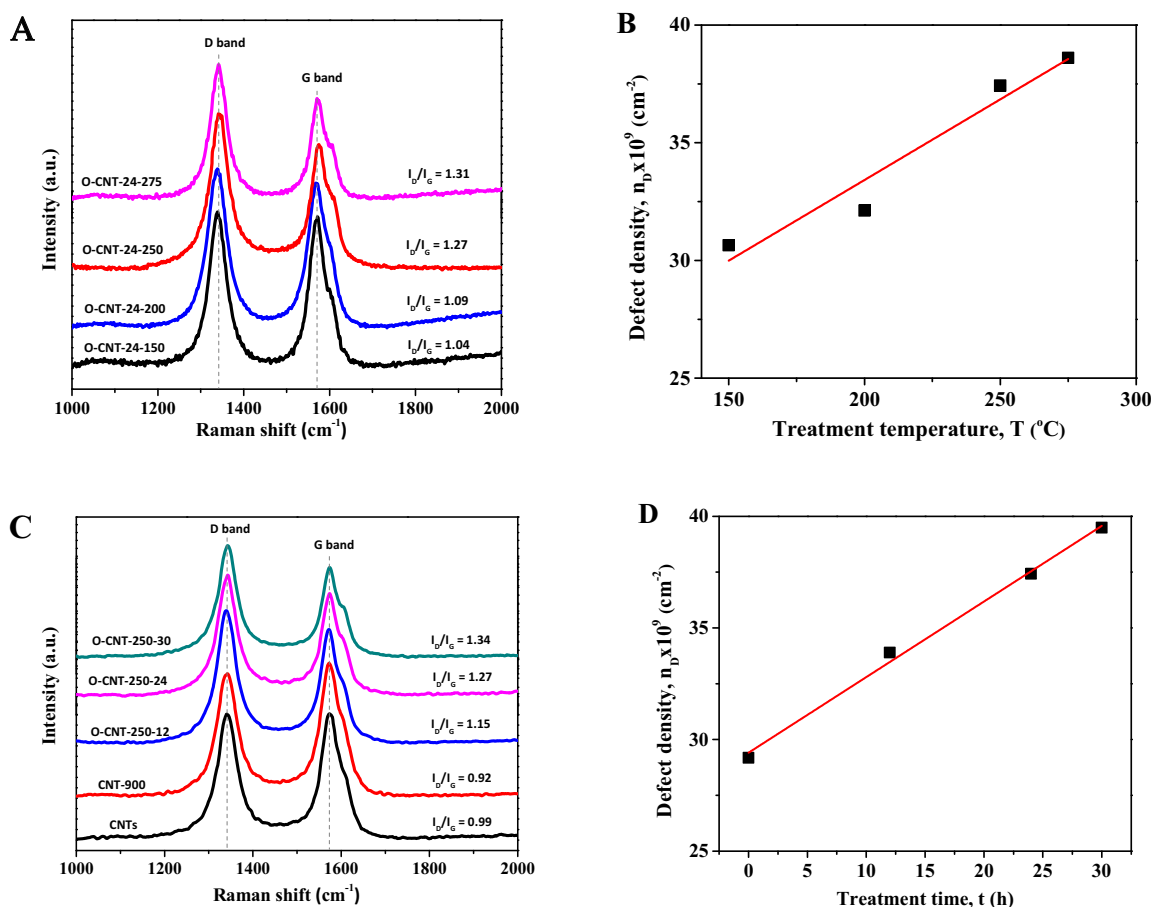 A
D band
G band
O-CNT-24-275
I_D/I_G = 1.31
O-CNT-24-250
I_D/I_G = 1.27
O-CNT-24-200
I_D/I_G = 1.09
O-CNT-24-150
I_D/I_G = 1.04
Intensity (a.u.)
1000 1200 1400 1600 1800 2000
Raman shift (cm⁻¹)
B
40
35
30
25
Defect density, n_Dx10⁹ (cm⁻²)
150 200 250 300
Treatment temperature, T (°C)
C
D band
G band
O-CNT-250-30
I_D/I_G = 1.34
O-CNT-250-24
I_D/I_G = 1.27
O-CNT-250-12
I_D/I_G = 1.15
CNT-900
I_D/I_G = 0.92
CNTs
I_D/I_G = 0.99
Intensity (a.u.)
1000 1200 1400 1600 1800 2000
Raman shift (cm⁻¹)
D
40
35
30
25
Defect density, n_Dx10⁹ (cm⁻²)
0 5 10 15 20 25 30
Treatment time, t (h)